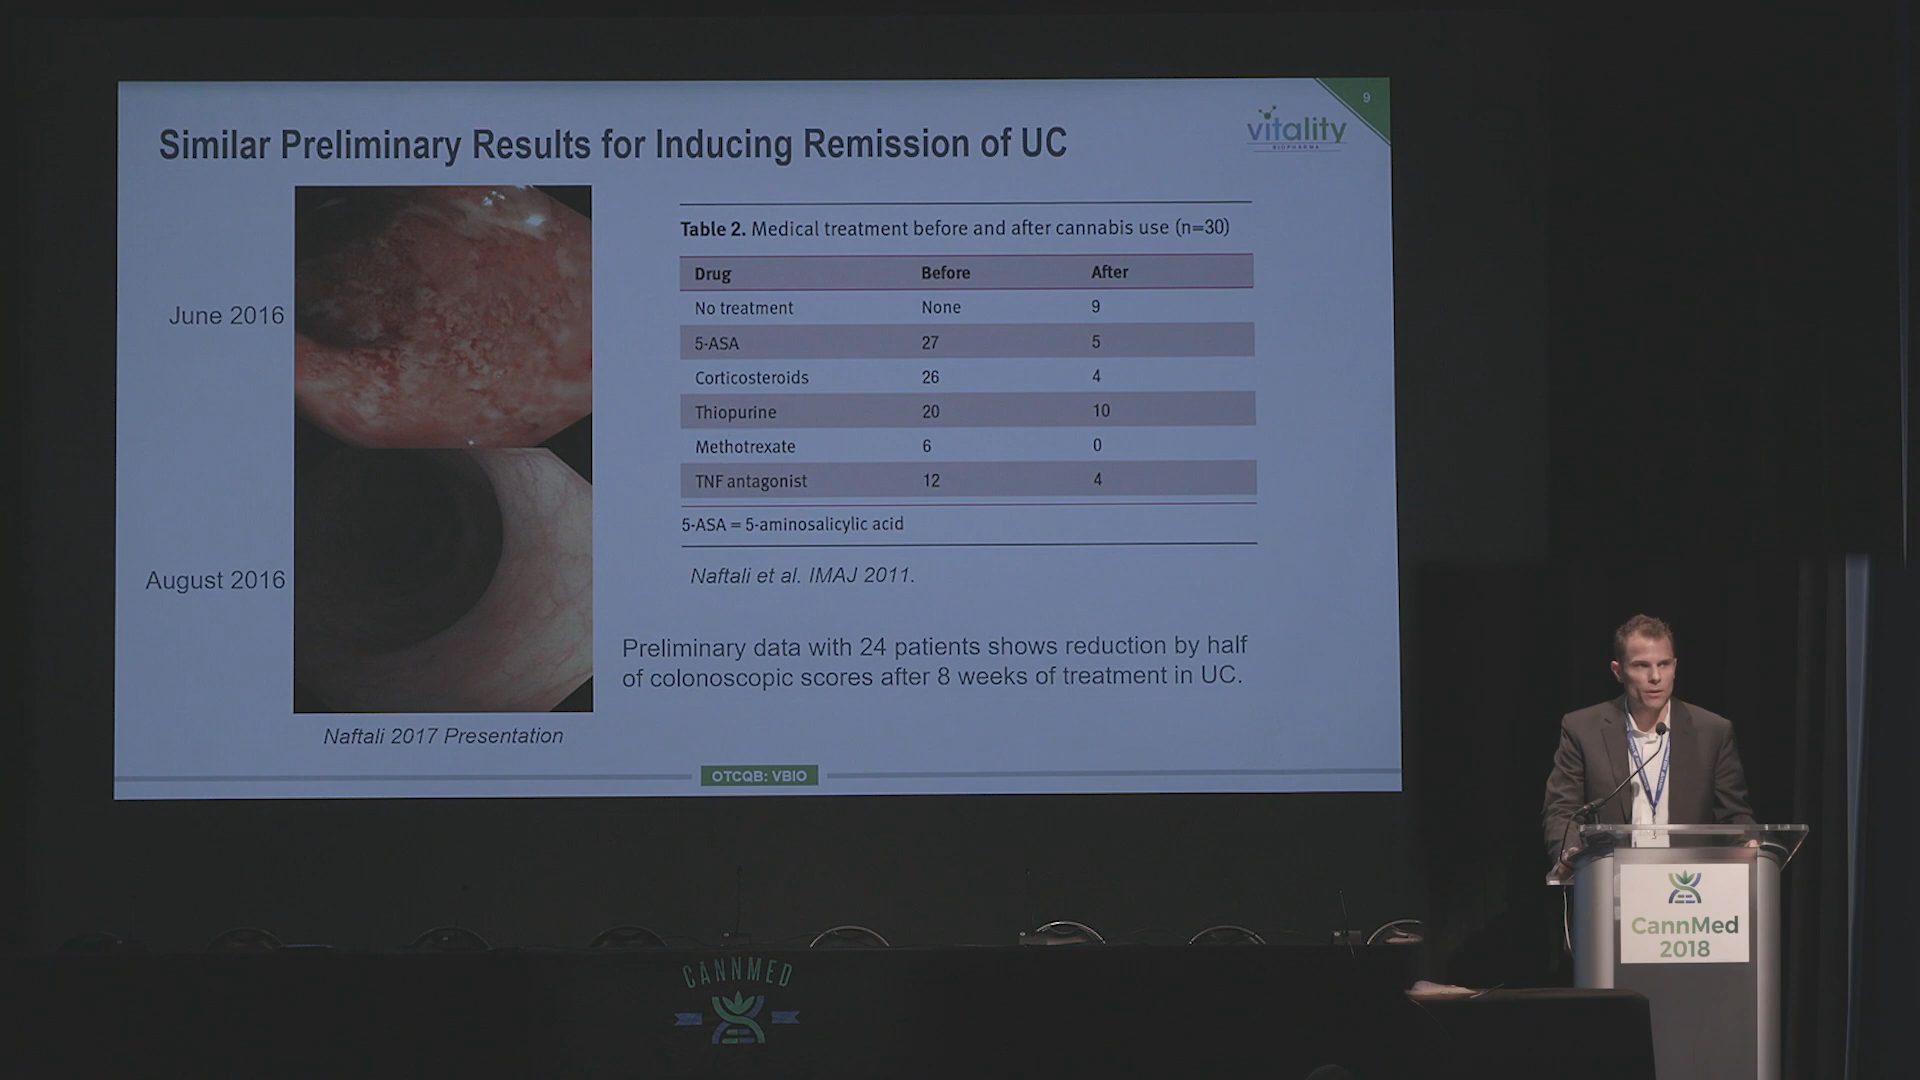 9
vitality
BIOPHARMA
Similar Preliminary Results for Inducing Remission of UC
June 2016
August 2016
Naftali 2017 Presentation
Table 2. Medical treatment before and after cannabis use (n=30)
Drug Before After
No treatment None 9
5-ASA 27 5
Corticosteroids 26 4
Thiopurine 20 10
Methotrexate 6 0
TNF antagonist 12 4
5-ASA = 5-aminosalicylic acid
Naftali et al. IMAJ 2011.
Preliminary data with 24 patients shows reduction by half
of colonoscopic scores after 8 weeks of treatment in UC.
OTCQB: VBIO
CannMed
2018
CANNMED